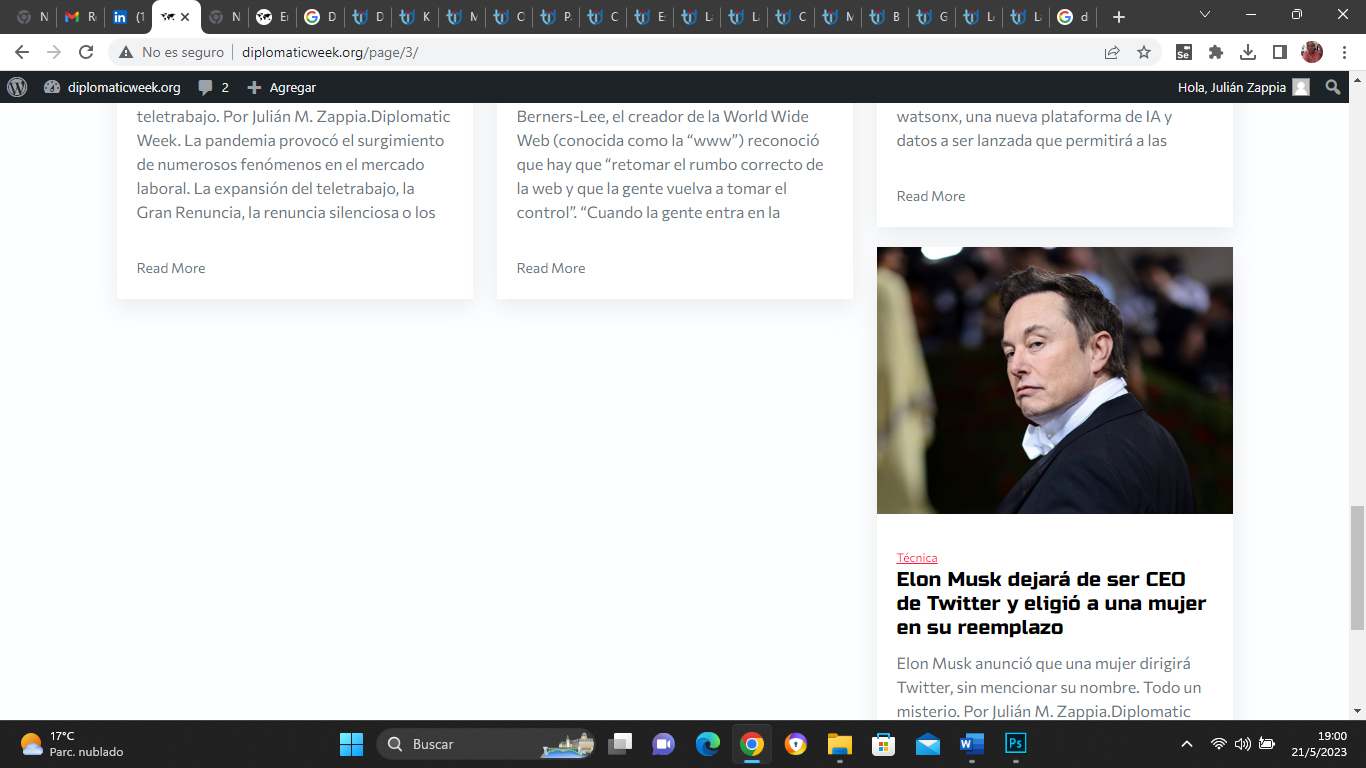 N
R
(1
N
En
D
D
K
M
C
P
C
E
La
La
C
M
B
G
L
La
d
No es seguro
diplomaticweek.org/page/3/
Se
diplomaticweek.org
2
Agregar
Hola, Julián Zappia
teletrabajo. Por Julián M. Zappia.Diplomatic
Week. La pandemia provocó el surgimiento
de numerosos fenómenos en el mercado
laboral. La expansión del teletrabajo, la
Gran Renuncia, la renuncia silenciosa o los
Read More
Berners-Lee, el creador de la World Wide
Web (conocida como la “www”) reconoció
que hay que “retomar el rumbo correcto de
la web y que la gente vuelva a tomar el
control”. “Cuando la gente entra en la
Read More
watsonx, una nueva plataforma de IA y
datos a ser lanzada que permitirá a las
Read More
Técnica
Elon Musk dejará de ser CEO
de Twitter y eligió a una mujer
en su reemplazo
Elon Musk anunció que una mujer dirigirá
Twitter, sin mencionar su nombre. Todo un
misterio. Por Julián M. Zappia.Diplomatic
17°C
Parc. nublado
Buscar
W
Ps
19:00
21/5/2023